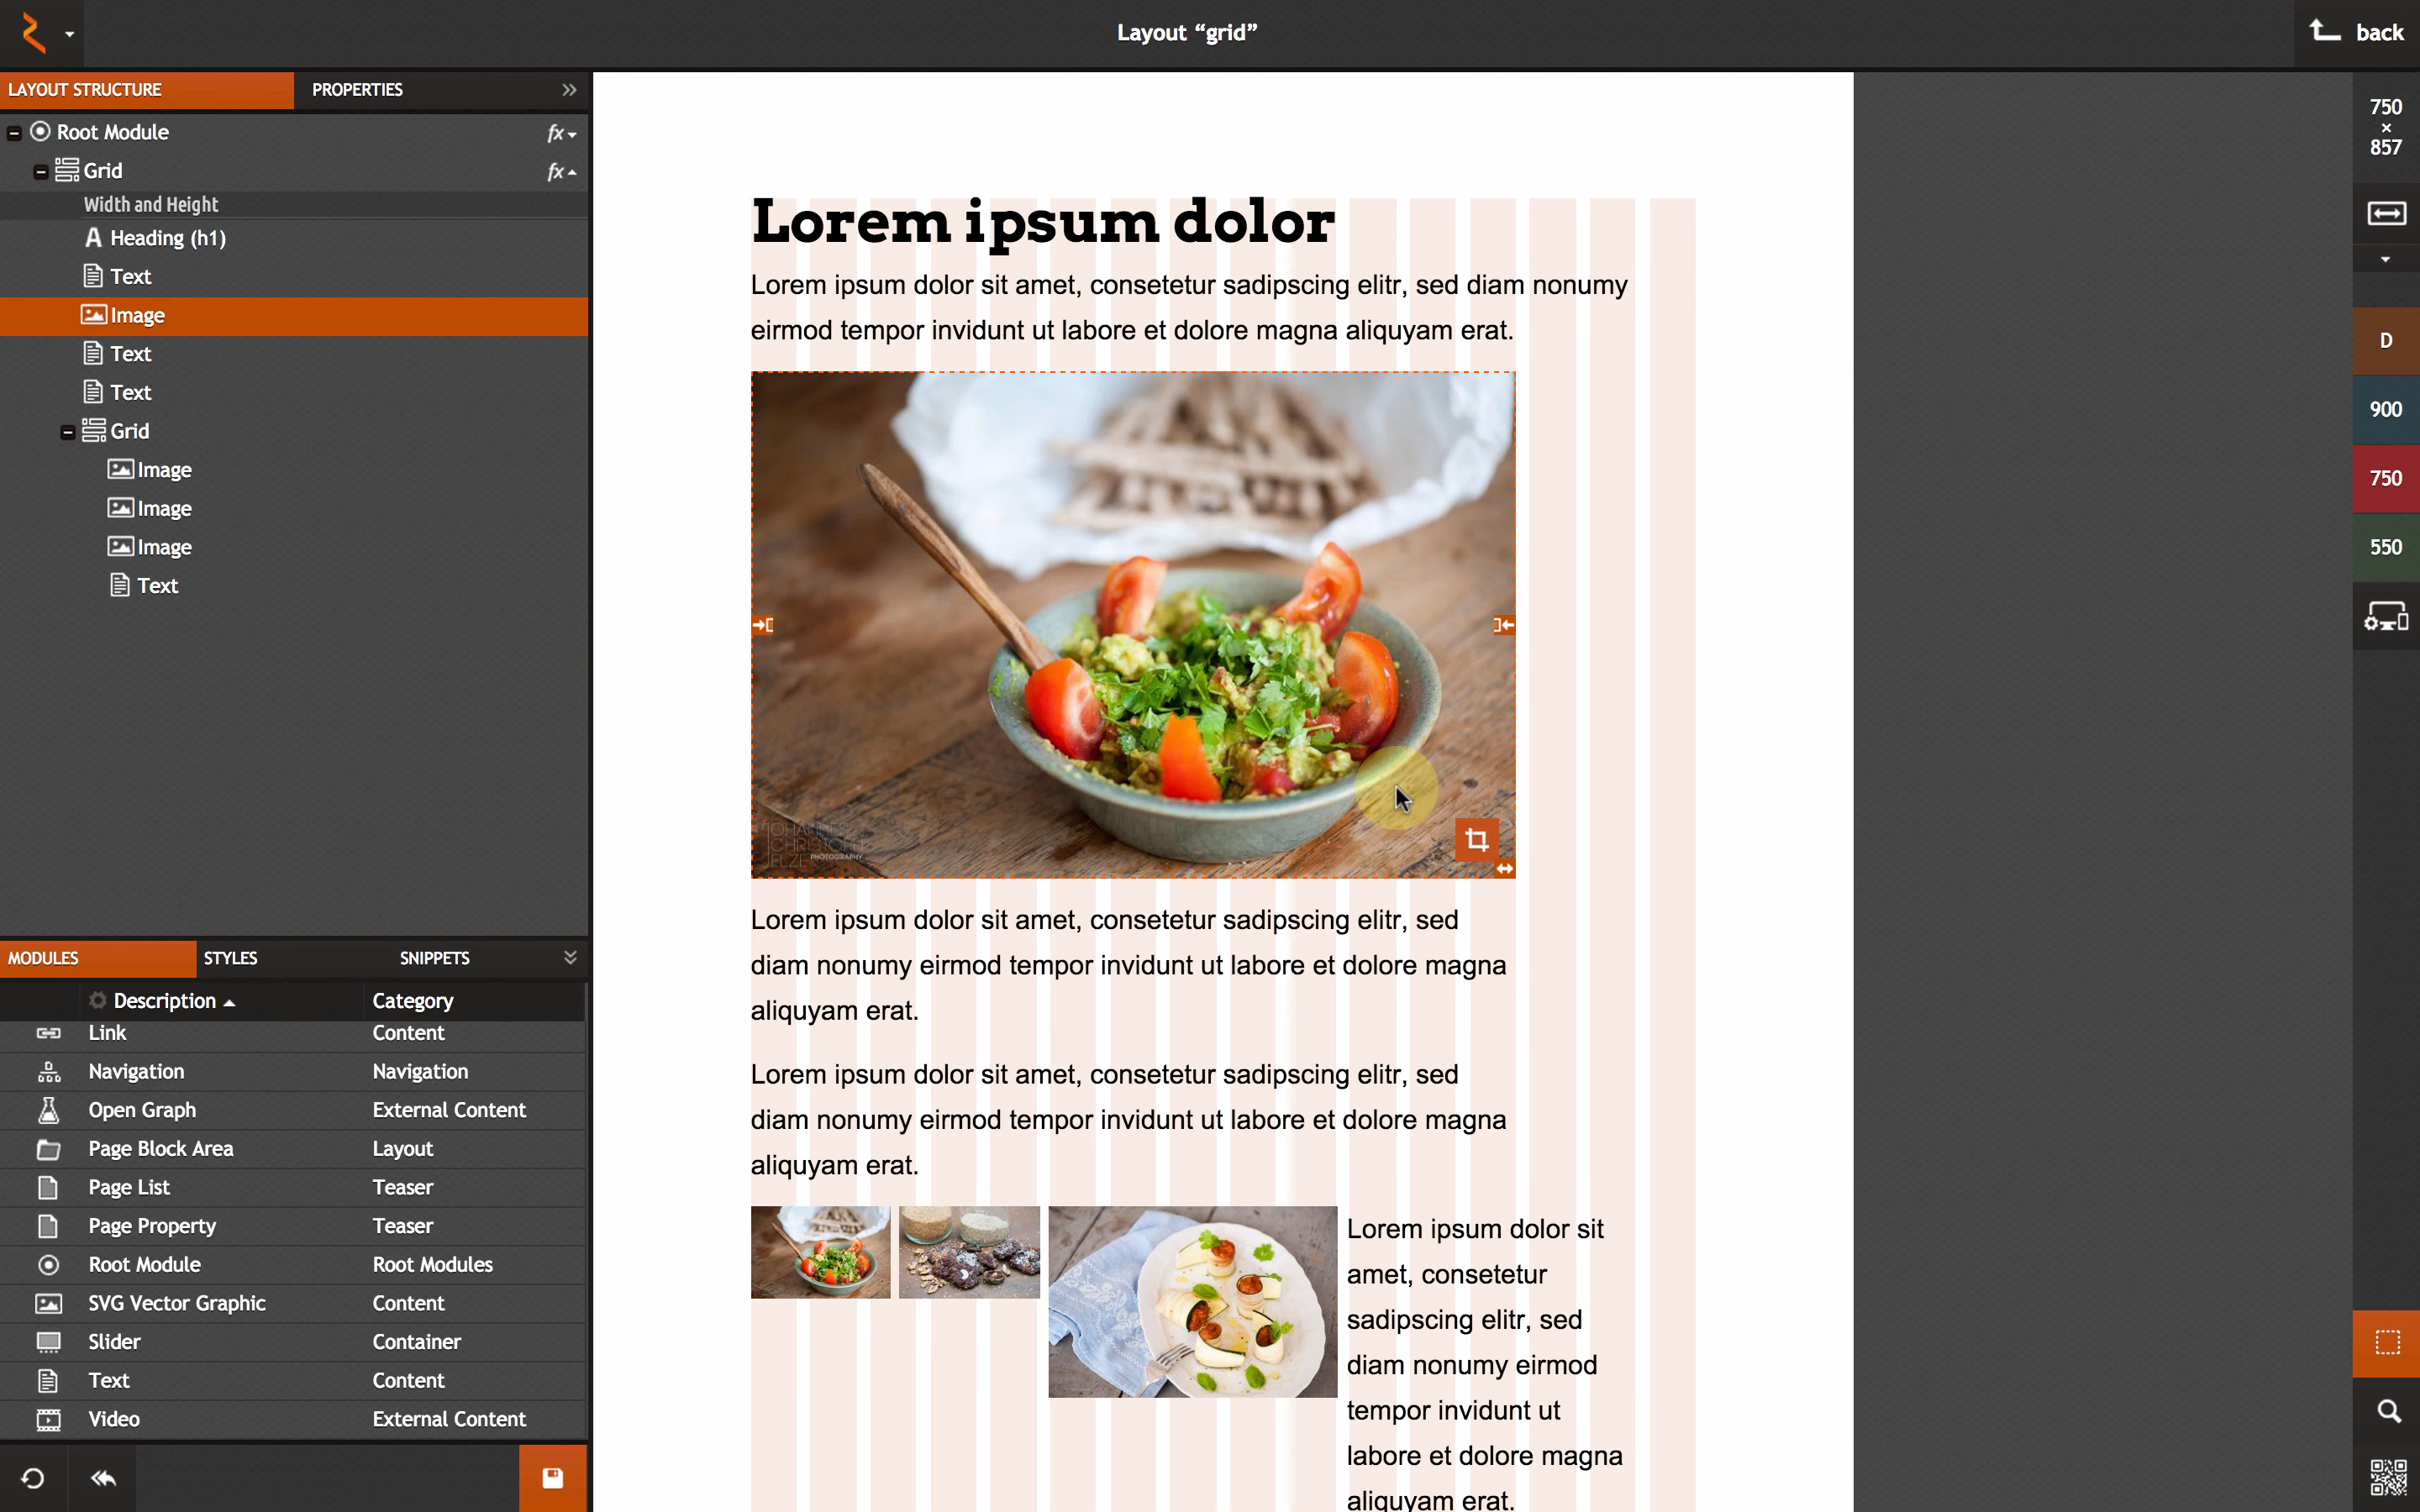 Layout “grid”
back
LAYOUT STRUCTURE
PROPERTIES
Root Module
fx
Grid
fx
Width and Height
Heading (h1)
Text
Image
Text
Text
Grid
Image
Image
Image
Text
MODULES
STYLES
SNIPPETS
Description
Category
Link
Content
Navigation
Navigation
Open Graph
External Content
Page Block Area
Layout
Page List
Teaser
Page Property
Teaser
Root Module
Root Modules
SVG Vector Graphic
Content
Slider
Container
Text
Content
Video
External Content
Lorem ipsum dolor
Lorem ipsum dolor sit amet, consetetur sadipscing elitr, sed diam nonumy
eirmod tempor invidunt ut labore et dolore magna aliquyam erat.
PHOTOGRAPHY
Lorem ipsum dolor sit amet, consetetur sadipscing elitr, sed
diam nonumy eirmod tempor invidunt ut labore et dolore magna
aliquyam erat.
Lorem ipsum dolor sit amet, consetetur sadipscing elitr, sed
diam nonumy eirmod tempor invidunt ut labore et dolore magna
aliquyam erat.
Lorem ipsum dolor sit
amet, consetetur
sadipscing elitr, sed
diam nonumy eirmod
tempor invidunt ut
labore et dolore magna
aliquyam erat.
750
×
857
D
900
750
550